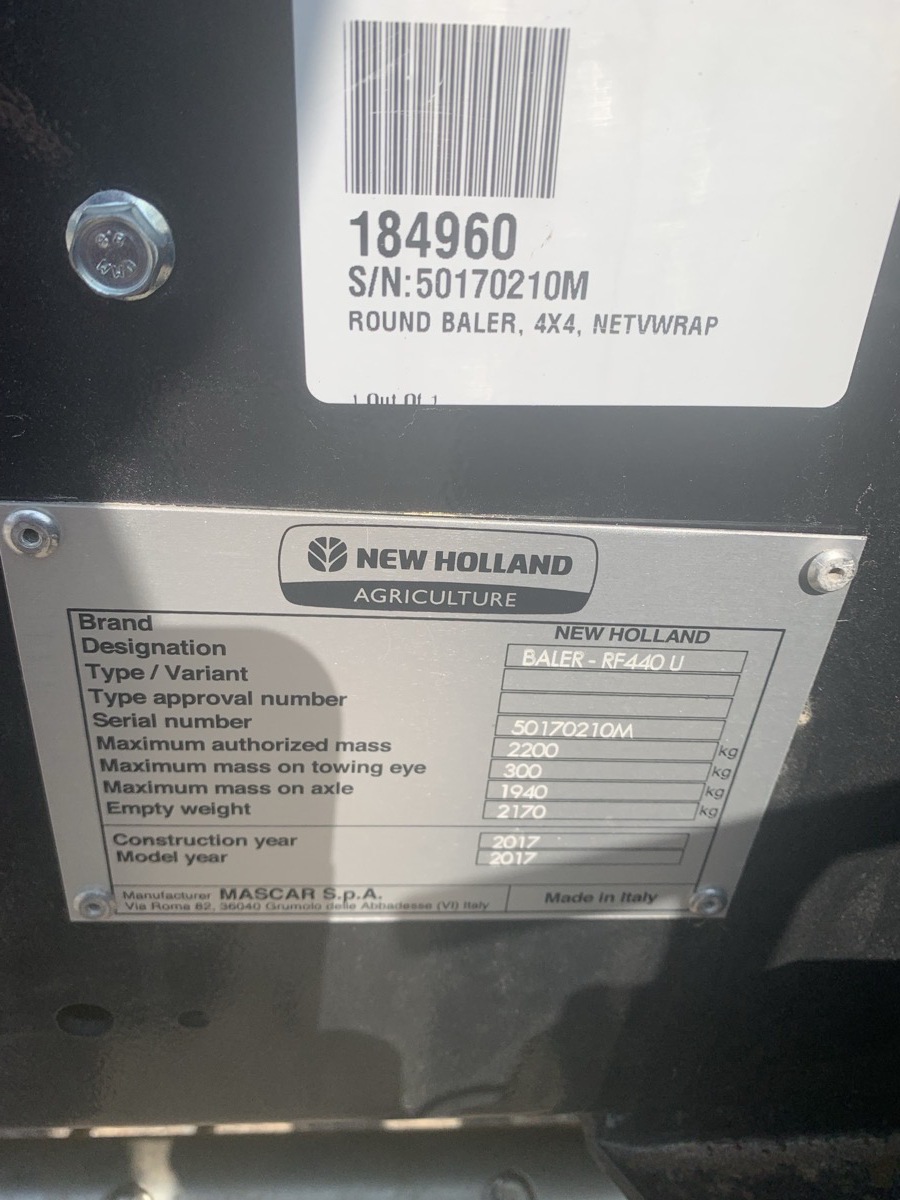 184960
S/N:50170210M
ROUND BALER, 4X4, NETVWRAP
1 Out Of 1
NEW HOLLAND
AGRICULTURE
Brand NEW HOLLAND
Designation BALER - RF440 U
Type / Variant
Type approval number
Serial number 50170210M
Maximum authorized mass 2200 kg
Maximum mass on towing eye 300 kg
Maximum mass on axle 1940 kg
Empty weight 2170 kg
Construction year 2017
Model year 2017
Manufacturer MASCAR S.p.A.
Via Roma 82, 36040 Grumolo delle Abbadesse (VI) Italy
Made in Italy